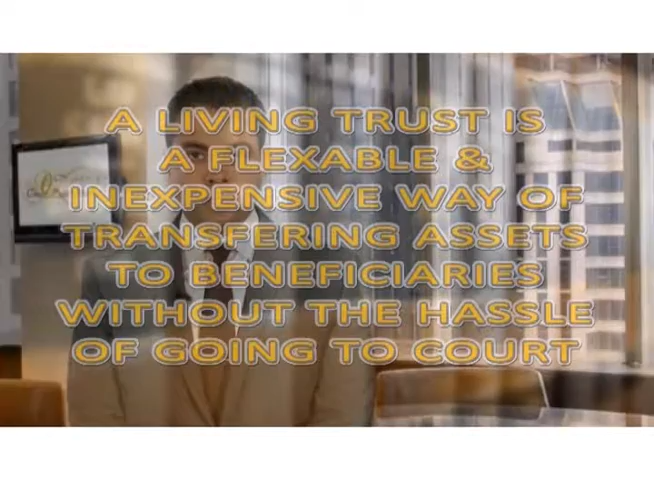 A LIVING TRUST IS
A FLEXABLE &
INEXPENSIVE WAY OF
TRANSFERING ASSETS
TO BENEFICIARIES
WITHOUT THE HASSLE
OF GOING TO COURT